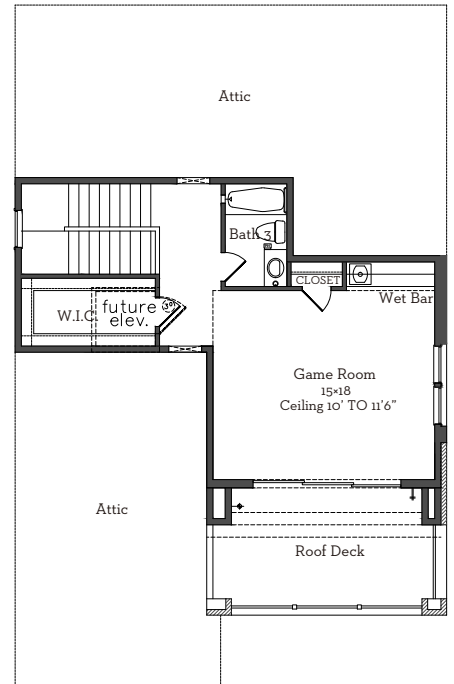 Attic
Bath 3
CLOSET
Wet Bar
W.I.C.
future
elev.
Game Room
15×18
Ceiling 10' TO 11'6"
Attic
Roof Deck